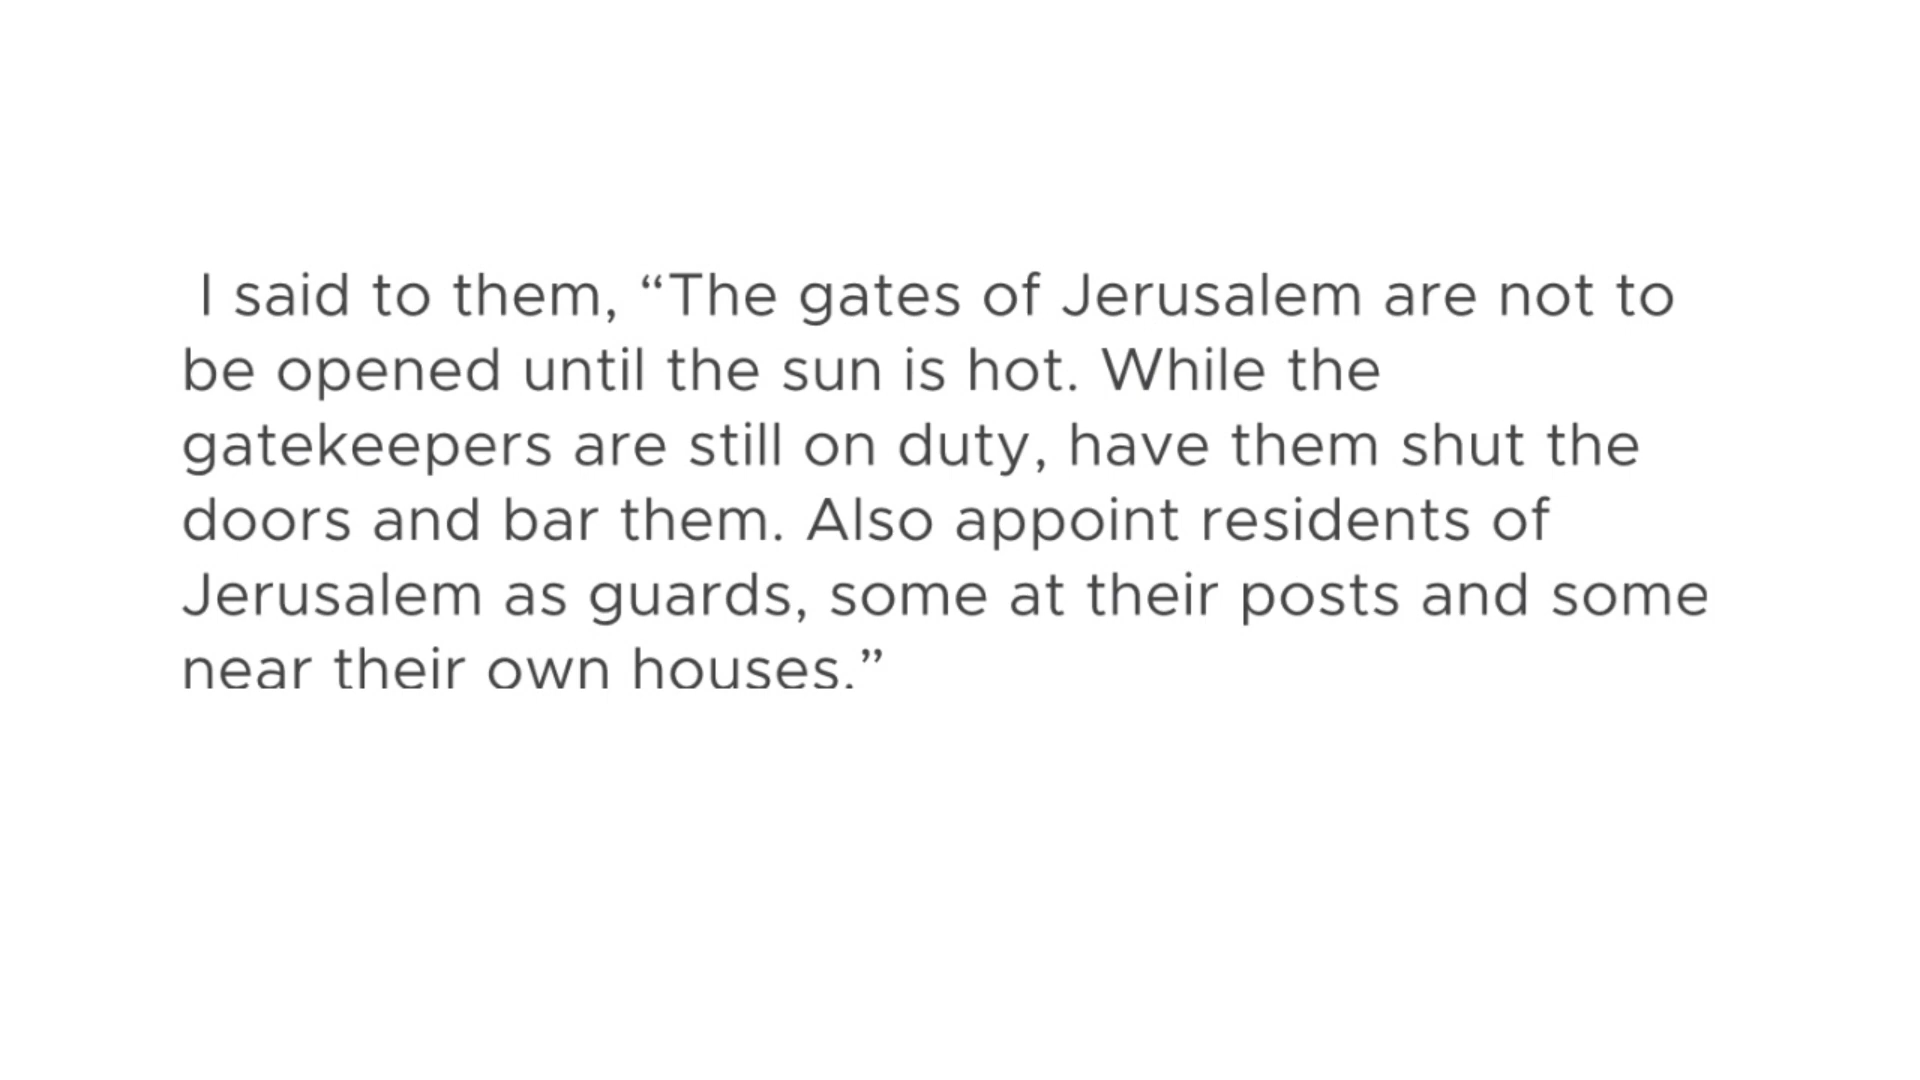 I said to them, “The gates of Jerusalem are not to
be opened until the sun is hot. While the
gatekeepers are still on duty, have them shut the
doors and bar them. Also appoint residents of
Jerusalem as guards, some at their posts and some
near their own houses.”